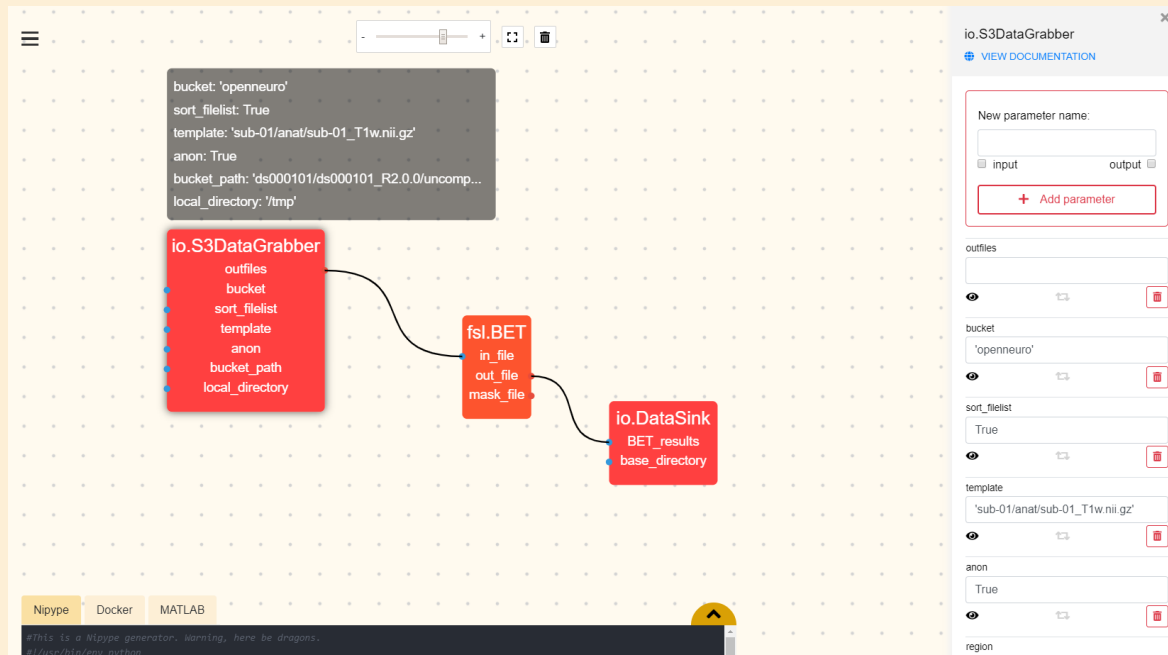 - +
bucket: 'openneuro'
sort_filelist: True
template: 'sub-01/anat/sub-01_T1w.nii.gz'
anon: True
bucket_path: 'ds000101/ds000101_R2.0.0/uncomp...
local_directory: '/tmp'
io.S3DataGrabber
outfiles
bucket
sort_filelist
template
anon
bucket_path
local_directory
fsl.BET
in_file
out_file
mask_file
io.DataSink
BET_results
base_directory
Nipype Docker MATLAB
#This is a Nipype generator. Warning, here be dragons.
#!/usr/bin/env python
×
io.S3DataGrabber
VIEW DOCUMENTATION
New parameter name:
input output
+ Add parameter
outfiles
bucket
'openneuro'
sort_filelist
True
template
'sub-01/anat/sub-01_T1w.nii.gz'
anon
True
region